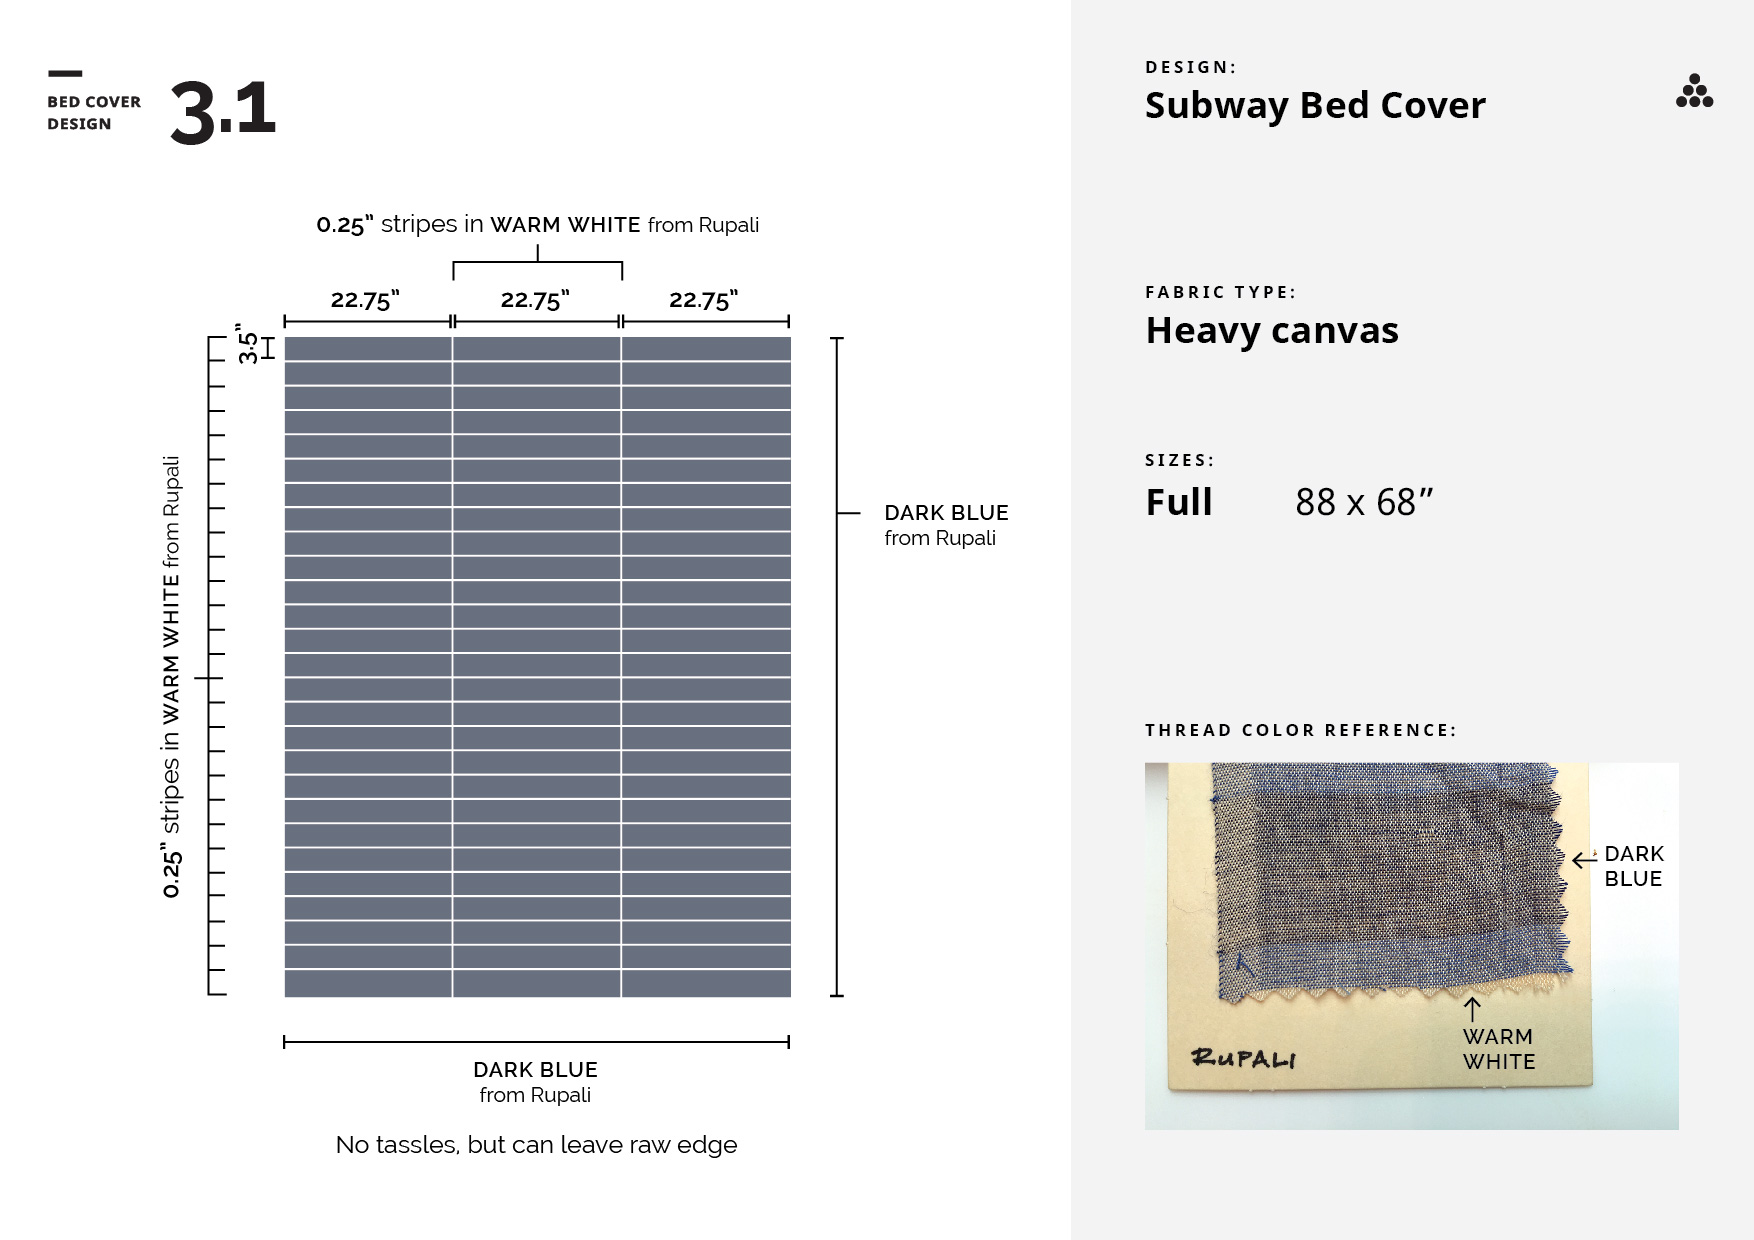 BED COVER
DESIGN
3.1
0.25” stripes in WARM WHITE from Rupali
22.75”
22.75”
22.75”
3.5”
0.25” stripes in WARM WHITE from Rupali
DARK BLUE
from Rupali
DARK BLUE
from Rupali
No tassles, but can leave raw edge
DESIGN:
Subway Bed Cover
FABRIC TYPE:
Heavy canvas
SIZES:
Full 88 x 68”
THREAD COLOR REFERENCE:
DARK
BLUE
WARM
WHITE
RUPALI